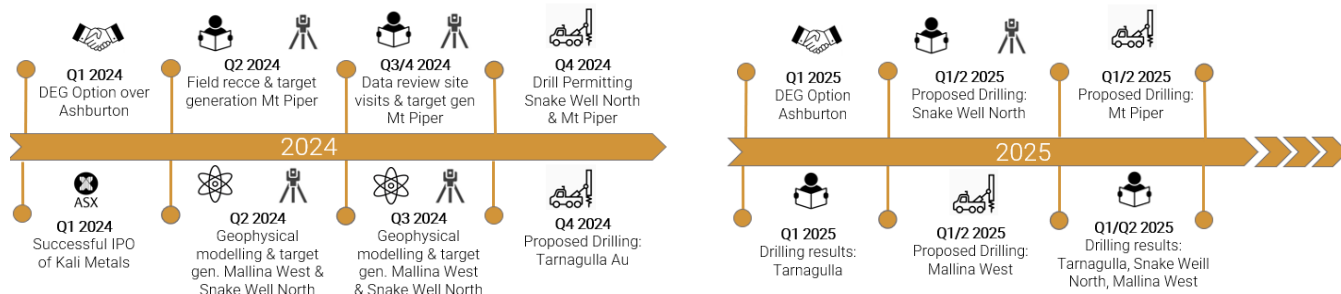 Q1 2024
DEG Option over
Ashburton
Q2 2024
Field recce & target
generation Mt Piper
Q3/4 2024
Data review site
visits & target gen
Mt Piper
Q4 2024
Drill Permitting
Snake Well North
& Mt Piper
2024
ASX
Q1 2024
Successful IPO
of Kali Metals
Q2 2024
Geophysical
modelling & target
gen. Mallina West &
Snake Well North
Q3 2024
Geophysical
modelling & target
gen. Mallina West
& Snake Well North
Q4 2024
Proposed Drilling:
Tarnagulla Au
Q1 2025
DEG Option
Ashburton
Q1/2 2025
Proposed Drilling:
Snake Well North
Q1/2 2025
Proposed Drilling:
Mt Piper
2025
Q1 2025
Drilling results:
Tarnagulla
Q1/2 2025
Proposed Drilling:
Mallina West
Q1/Q2 2025
Drilling results:
Tarnagulla, Snake Weill
North, Mallina West